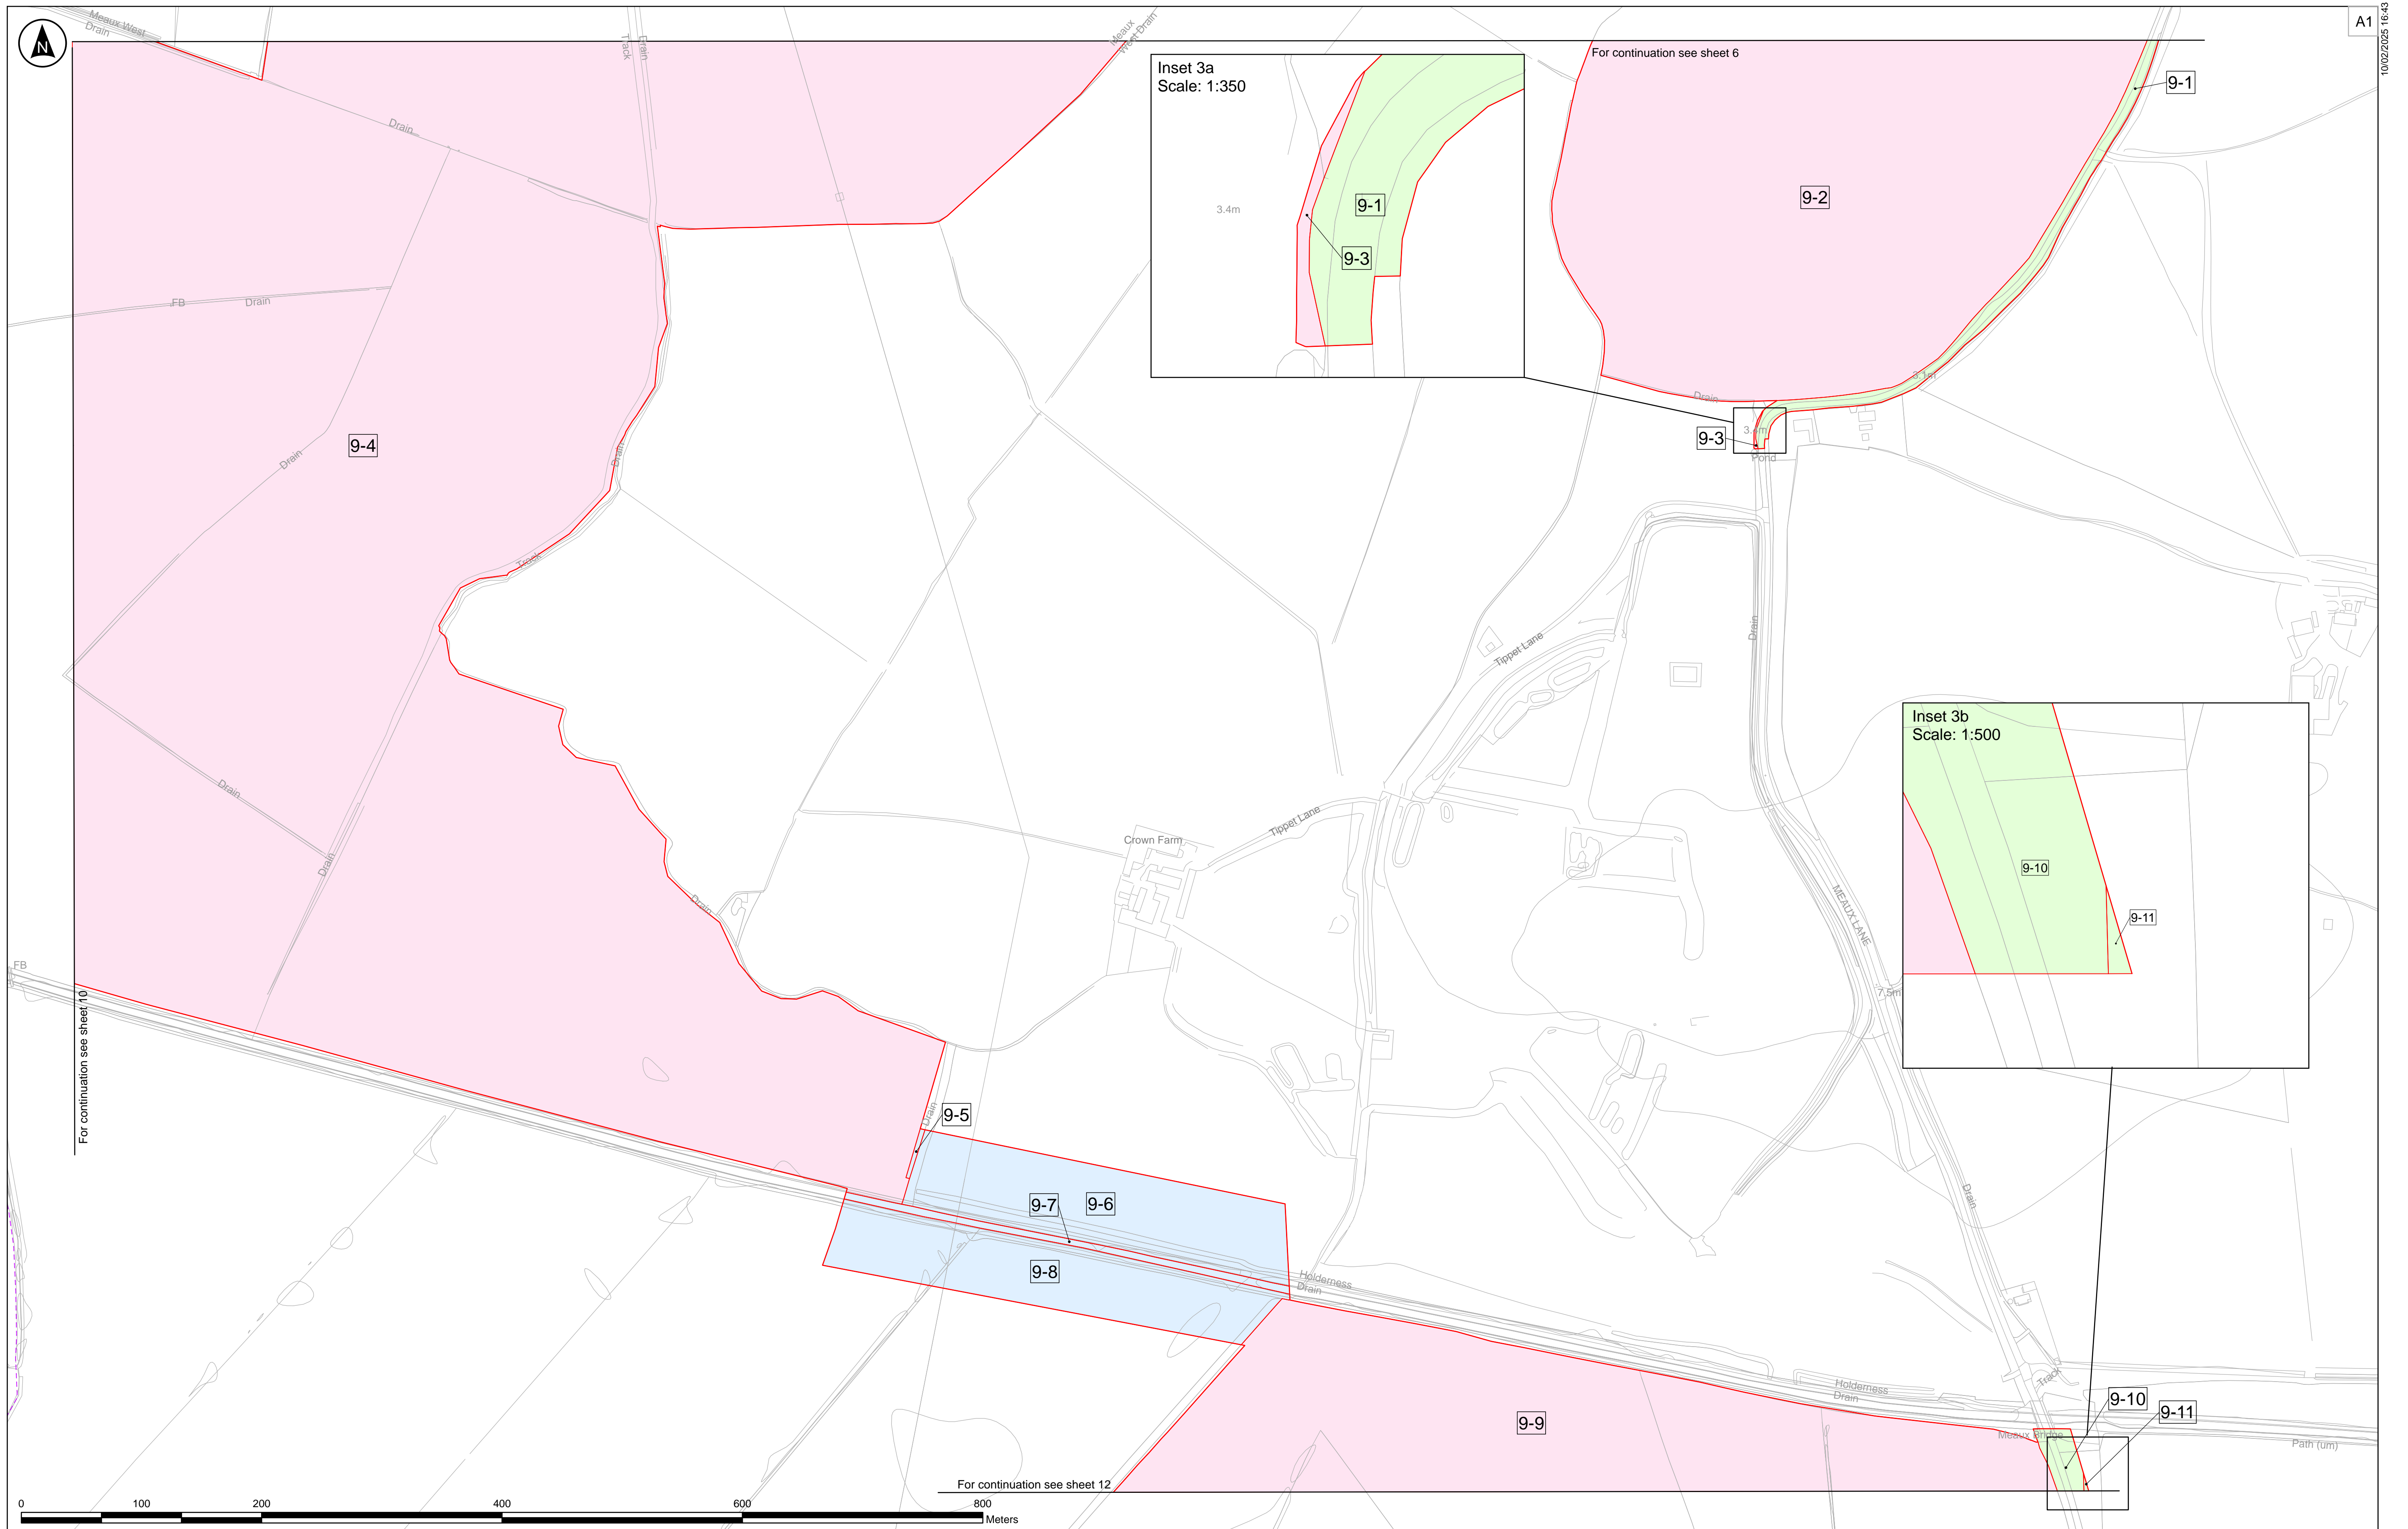 A1
10/02/2025 16:43
N
Meaux West
Drain
Track
Drain
Meaux
West Drain
For continuation see sheet 6
Inset 3a
Scale: 1:350
3.4m
9-1
9-3
9-1
9-2
Drain
FB
Drain
9-4
Drain
Drain
Track
Drain
3.1m
9-3
Pond
Tippet Lane
Drain
Inset 3b
Scale: 1:500
9-10
9-11
Drain
Drain
Drain
Crown Farm
Tippet Lane
MEAUX LANE
7.5m
FB
For continuation see sheet 10
Drain
9-5
9-7
9-6
9-8
Holderness
Drain
Drain
Track
Holderness
Drain
9-9
9-10
9-11
Meaux Bridge
Path (um)
For continuation see sheet 12
0
100
200
400
600
800
Meters